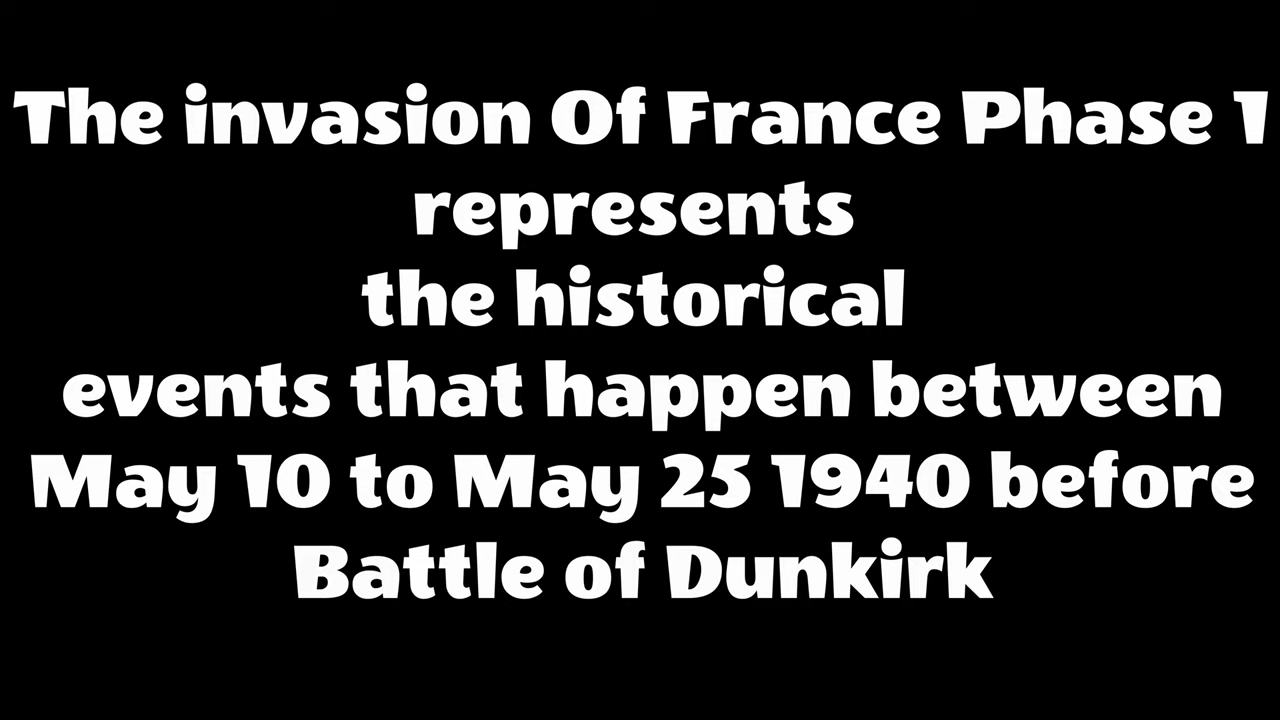 The invasion Of France Phase 1
represents
the historical
events that happen between
May 10 to May 25 1940 before
Battle of Dunkirk